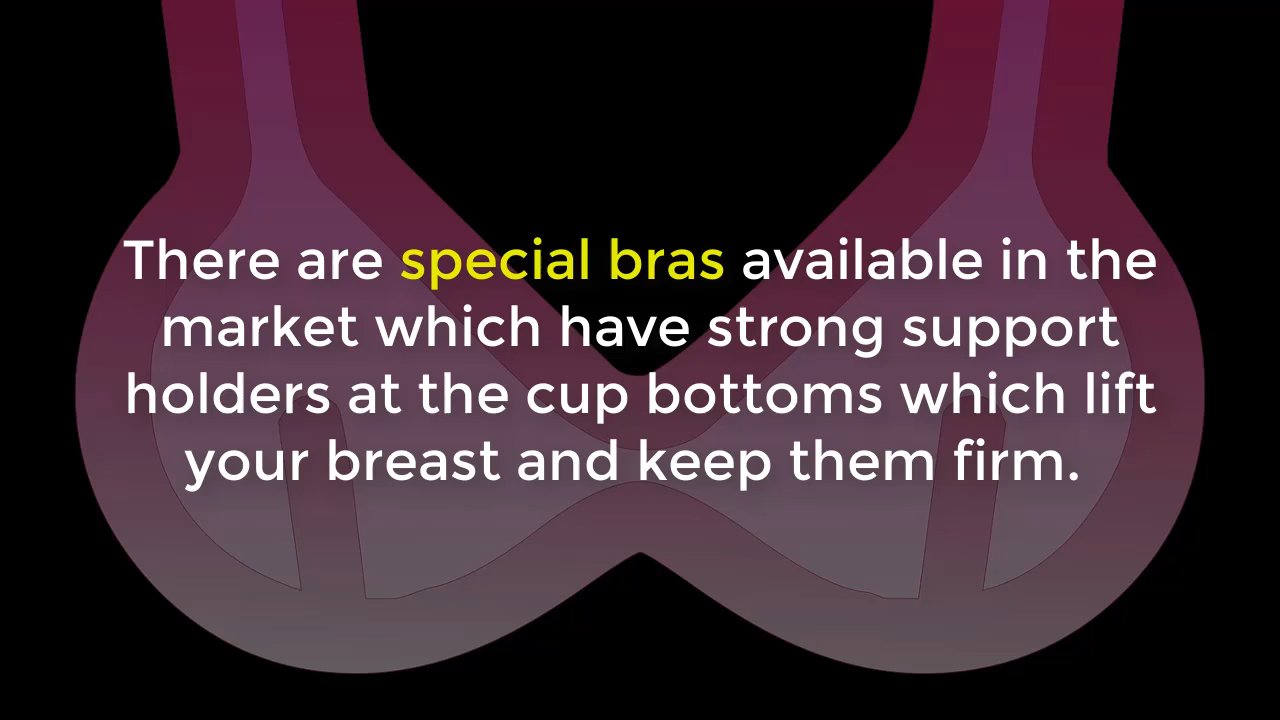 There are special bras available in the
market which have strong support
holders at the cup bottoms which lift
your breast and keep them firm.